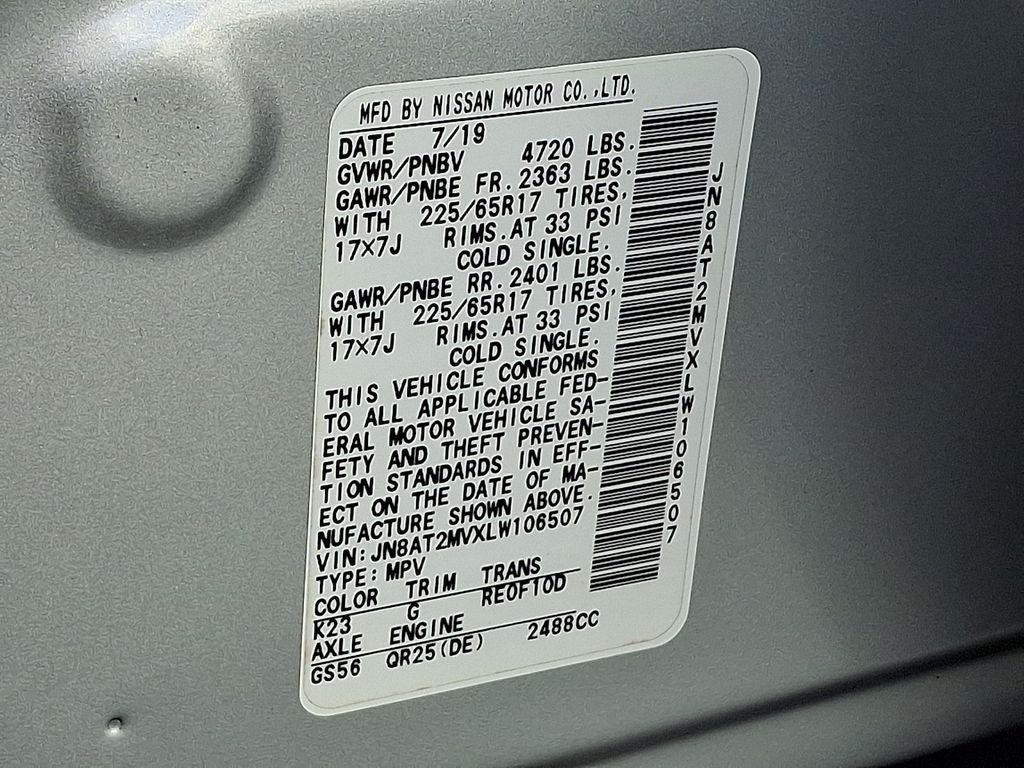 MFD BY NISSAN MOTOR CO.,LTD.
DATE 7/19
GVWR/PNBV 4720 LBS.
GAWR/PNBE FR. 2363 LBS.
WITH 225/65R17 TIRES,
17×7J RIMS.AT 33 PSI
COLD SINGLE.
GAWR/PNBE RR. 2401 LBS.
WITH 225/65R17 TIRES,
17×7J RIMS.AT 33 PSI
COLD SINGLE.
THIS VEHICLE CONFORMS
TO ALL APPLICABLE FED-
ERAL MOTOR VEHICLE SA-
FETY AND THEFT PREVEN-
TION STANDARDS IN EFF-
ECT ON THE DATE OF MA-
NUFACTURE SHOWN ABOVE.
VIN:JN8AT2MVXLW106507
TYPE:MPV
COLOR TRIM TRANS
K23 G RE0F10D
AXLE ENGINE
GS56 QR25(DE) 2488CC
JN8AT2MVXLW106507